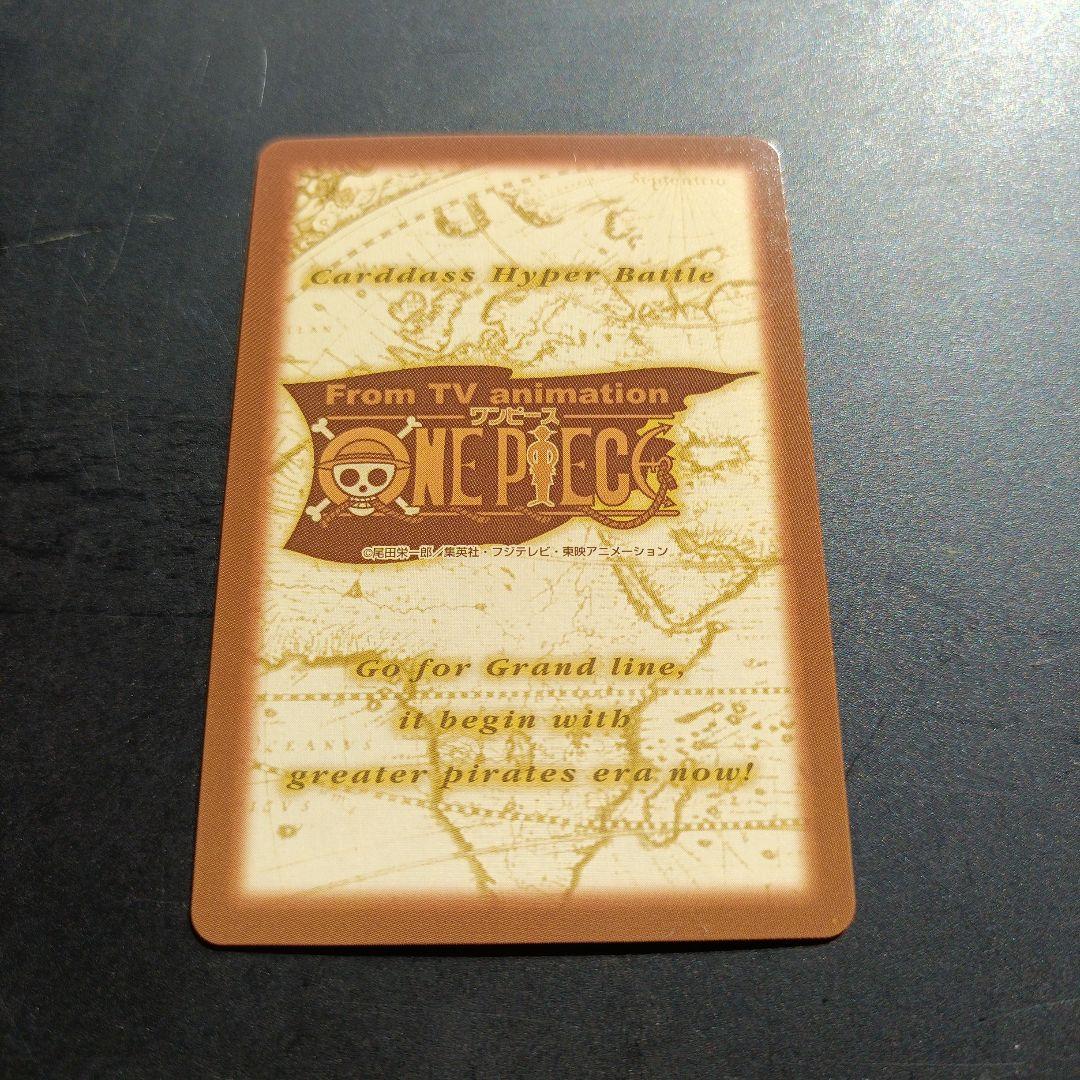 Septentrio
Carddass Hyper Battle
From TV animation
ワンピース
ONE PIECE
©尾田栄一郎/集英社・フジテレビ・東映アニメーション
Go for Grand line,
it begin with
greater pirates era now!